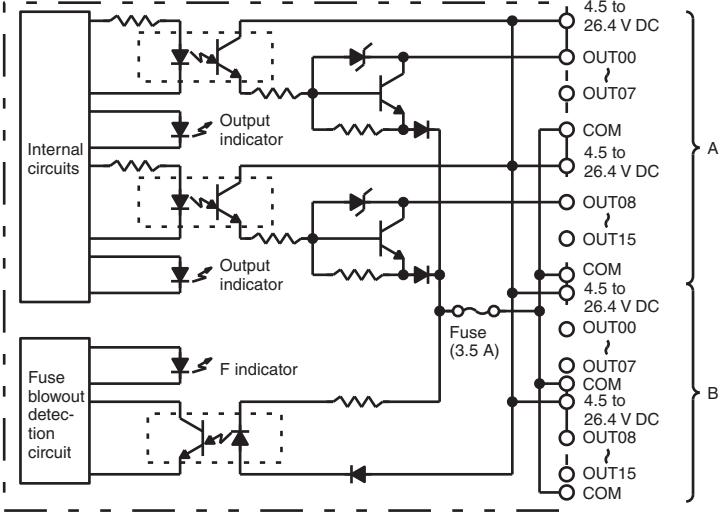 Internal
circuits
Output
indicator
Output
indicator
Fuse
blowout
detec-
tion
circuit
F indicator
Fuse
(3.5 A)
4.5 to
26.4 V DC
OUT00
OUT07
COM
4.5 to
26.4 V DC
OUT08
OUT15
COM
4.5 to
26.4 V DC
OUT00
OUT07
COM
4.5 to
26.4 V DC
OUT08
OUT15
COM
A
B